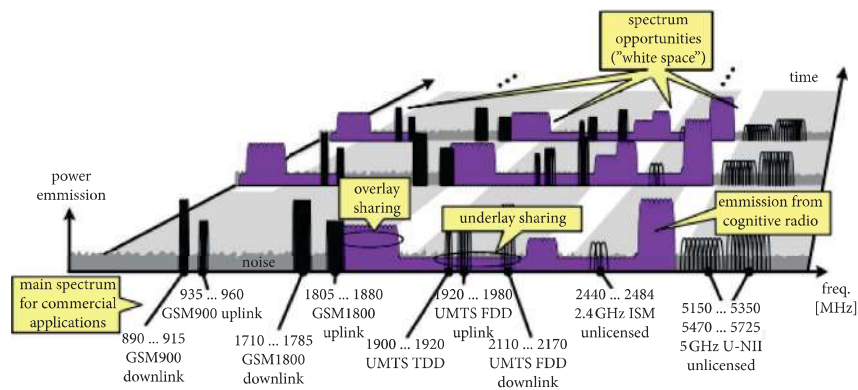 spectrum
opportunities
("white space")
time
power
emmission
overlay
sharing
underlay sharing
emmission from
cognitive radio
noise
main spectrum
for commercial
applications
freq.
[MHz]
935 ... 960
GSM900 uplink
1805 ... 1880
GSM1800
uplink
1920 ... 1980
UMTS FDD
uplink
2440 ... 2484
2.4 GHz ISM
unlicensed
5150 ... 5350
5470 ... 5725
5 GHz U-NII
unlicensed
890 ... 915
GSM900
downlink
1710 ... 1785
GSM1800
downlink
1900 ... 1920
UMTS TDD
2110 ... 2170
UMTS FDD
downlink